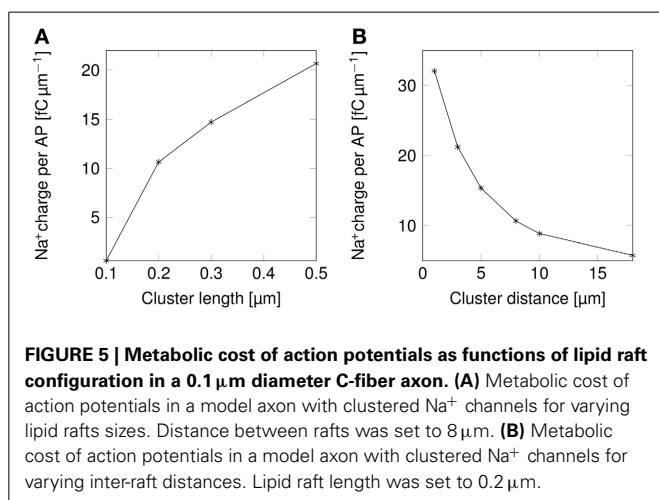 A
B
Na⁺ charge per AP [fC µm⁻¹]
20
15
10
5
0.1 0.2 0.3 0.4 0.5
Cluster length [µm]
Na⁺ charge per AP [fC µm⁻¹]
30
20
10
0 5 10 15
Cluster distance [µm]
FIGURE 5 | Metabolic cost of action potentials as functions of lipid raft
configuration in a 0.1 µm diameter C-fiber axon. (A) Metabolic cost of
action potentials in a model axon with clustered Na⁺ channels for varying
lipid rafts sizes. Distance between rafts was set to 8 µm. (B) Metabolic
cost of action potentials in a model axon with clustered Na⁺ channels for
varying inter-raft distances. Lipid raft length was set to 0.2 µm.